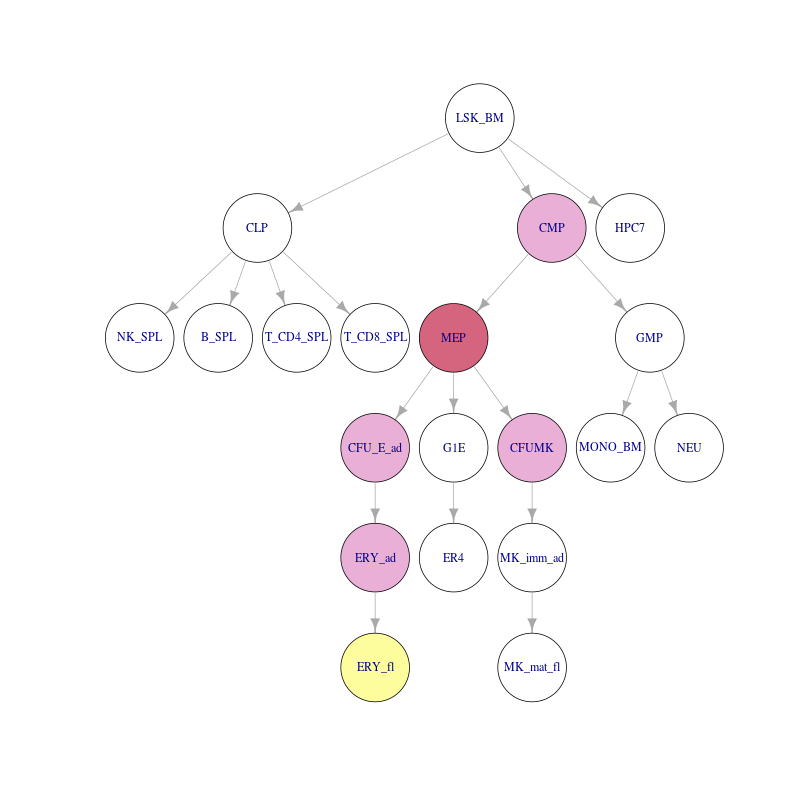 LSK_BM
CLP
CMP
HPC7
NK_SPL
B_SPL
T_CD4_SPL
T_CD8_SPL
MEP
GMP
CFU_E_ad
G1E
CFUMK
MONO_BM
NEU
ERY_ad
ER4
MK_imm_ad
ERY_fl
MK_mat_fl